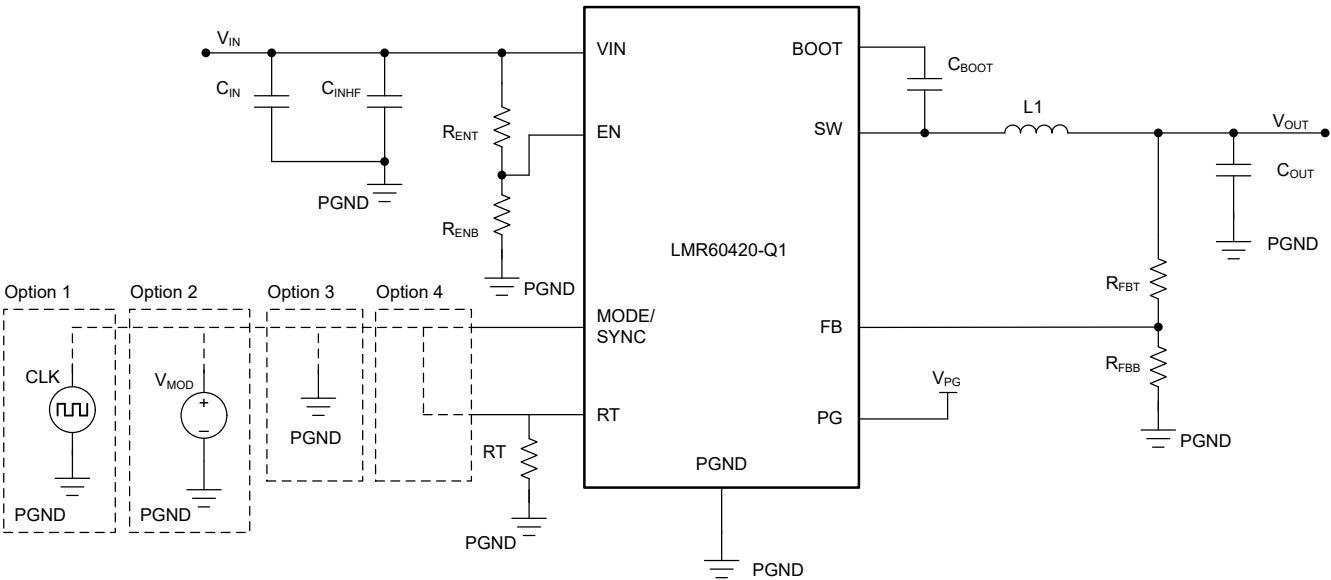 V_IN
VIN
BOOT
C_BOOT
C_IN
C_INHF
L1
R_ENT
EN
SW
V_OUT
C_OUT
PGND
R_ENB
PGND
LMR60420-Q1
PGND
Option 1
Option 2
Option 3
Option 4
R_FBT
MODE/
SYNC
FB
CLK
V_MOD
V_PG
R_FBB
+
−
RT
PG
PGND
RT
PGND
PGND
PGND
PGND
PGND
PGND